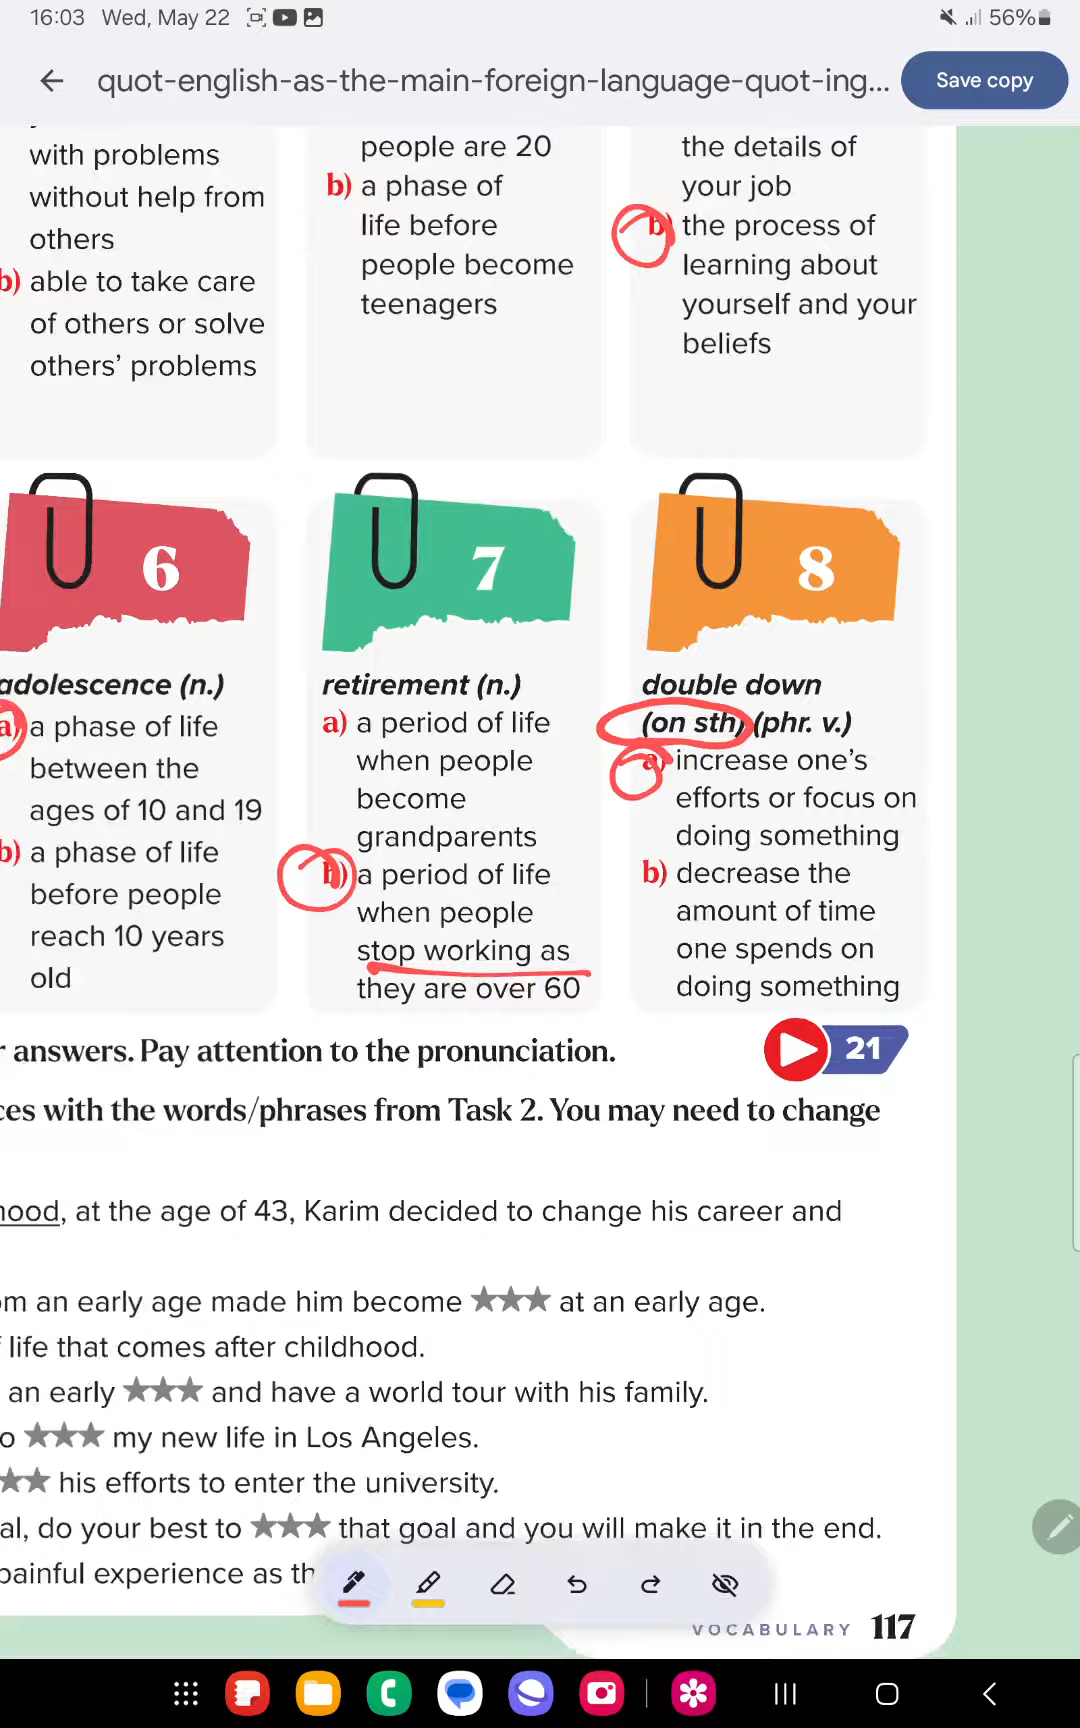 16:03 Wed, May 22
56%
quot-english-as-the-main-foreign-language-quot-ing...
Save copy
with problems
without help from
others
b) able to take care
of others or solve
others' problems
people are 20
b) a phase of
life before
people become
teenagers
the details of
your job
b) the process of
learning about
yourself and your
beliefs
6
adolescence (n.)
a) a phase of life
between the
ages of 10 and 19
b) a phase of life
before people
reach 10 years
old
7
retirement (n.)
a) a period of life
when people
become
grandparents
b) a period of life
when people
stop working as
they are over 60
8
double down
(on sth) (phr. v.)
a) increase one's
efforts or focus on
doing something
b) decrease the
amount of time
one spends on
doing something
answers. Pay attention to the pronunciation.
21
with the words/phrases from Task 2. You may need to change
hood, at the age of 43, Karim decided to change his career and
an early age made him become ★★★ at an early age.
life that comes after childhood.
an early ★★★ and have a world tour with his family.
★★★ my new life in Los Angeles.
★★ his efforts to enter the university.
al, do your best to ★★★ that goal and you will make it in the end.
painful experience as th
VOCABULARY 117